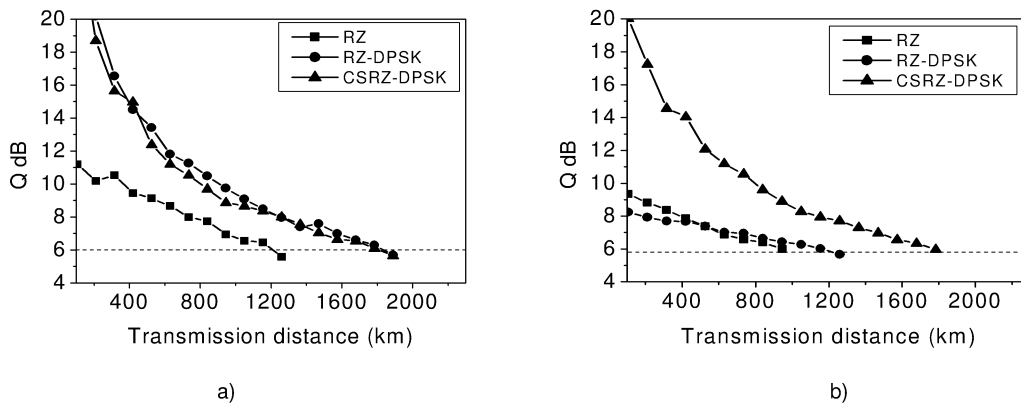 20
18
16
14
12
10
8
6
4
Q dB
RZ
RZ-DPSK
CSRZ-DPSK
400 800 1200 1600 2000
Transmission distance (km)
a)
20
18
16
14
12
10
8
6
4
Q dB
RZ
RZ-DPSK
CSRZ-DPSK
400 800 1200 1600 2000
Transmission distance (km)
b)